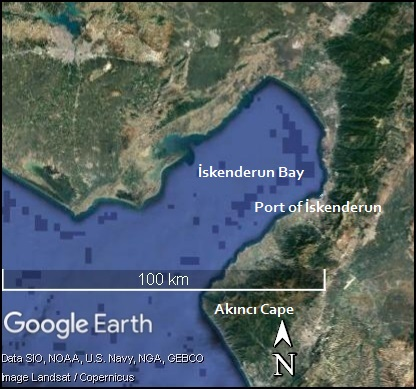 İskenderun Bay
Port of İskenderun
100 km
Akıncı Cape
Google Earth
N
Data SIO, NOAA, U.S. Navy, NGA, GEBCO
Image Landsat / Copernicus